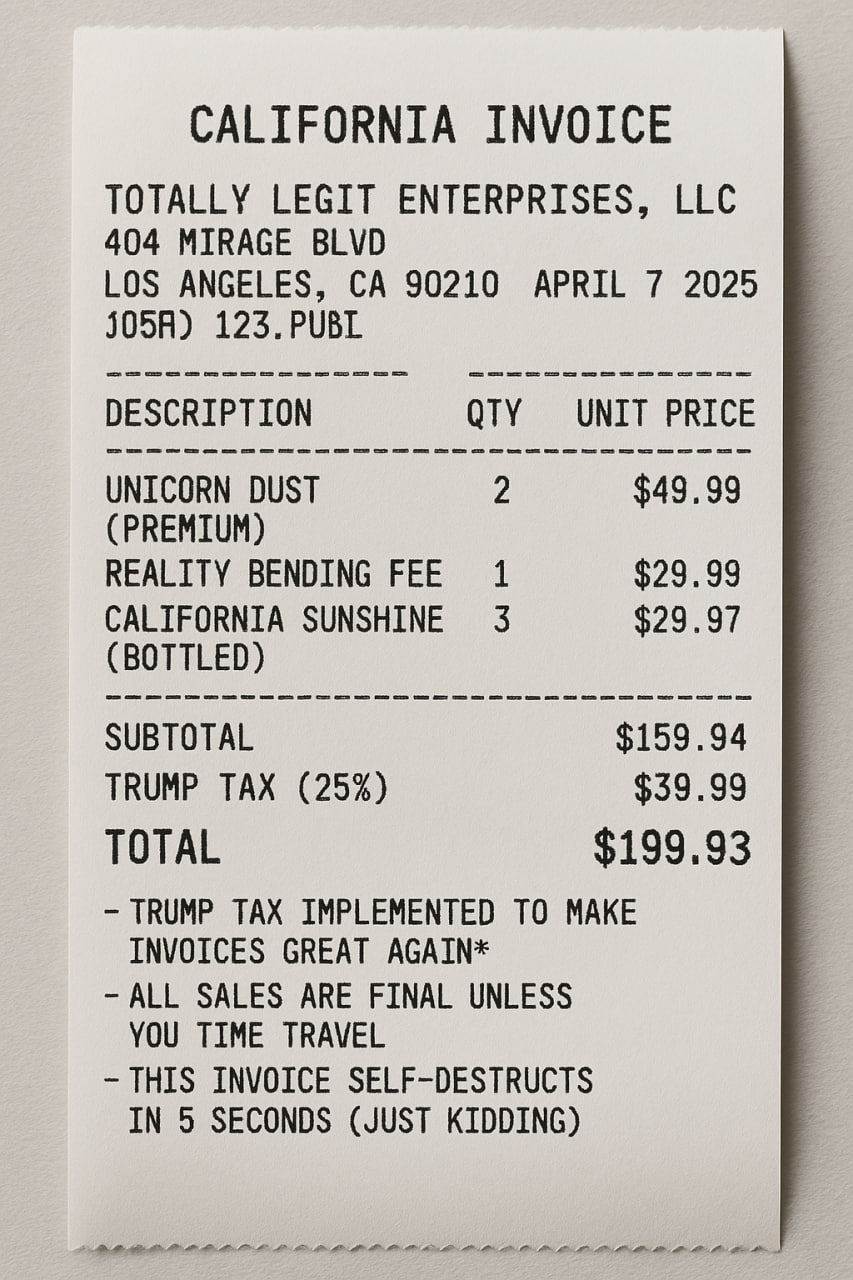 CALIFORNIA INVOICE
TOTALLY LEGIT ENTERPRISES, LLC
404 MIRAGE BLVD
LOS ANGELES, CA 90210 APRIL 7 2025
123.PUBI
DESCRIPTION QTY UNIT PRICE
UNICORN DUST 2 $49.99
(PREMIUM)
REALITY BENDING FEE 1 $29.99
CALIFORNIA SUNSHINE 3 $29.97
(BOTTLED)
SUBTOTAL $159.94
TRUMP TAX (25%) $39.99
TOTAL $199.93
- TRUMP TAX IMPLEMENTED TO MAKE
INVOICES GREAT AGAIN*
- ALL SALES ARE FINAL UNLESS
YOU TIME TRAVEL
- THIS INVOICE SELF-DESTRUCTS
IN 5 SECONDS (JUST KIDDING)